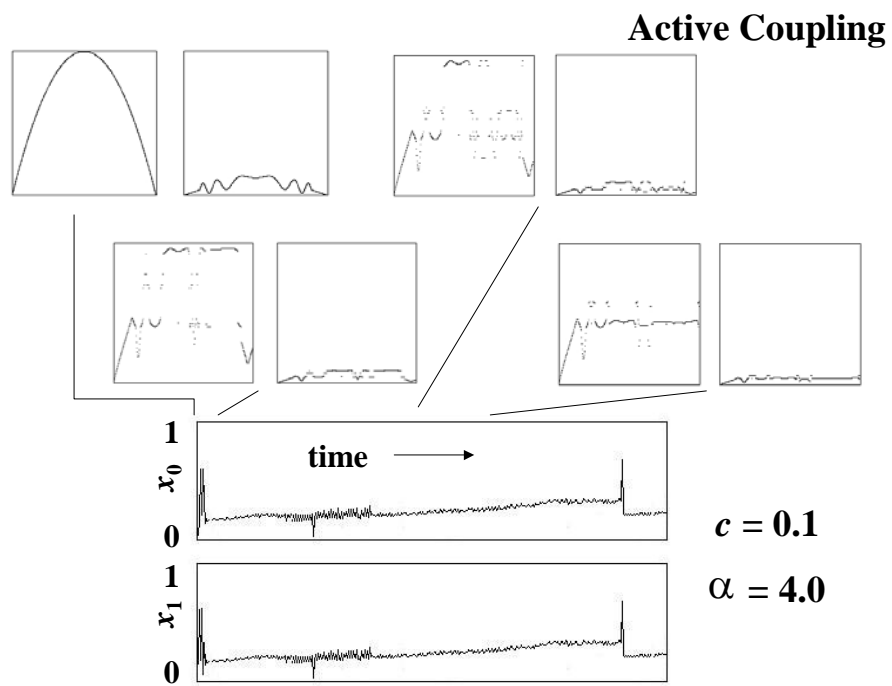 Active Coupling
1
x0
0
time
c = 0.1
1
x1
0
α = 4.0